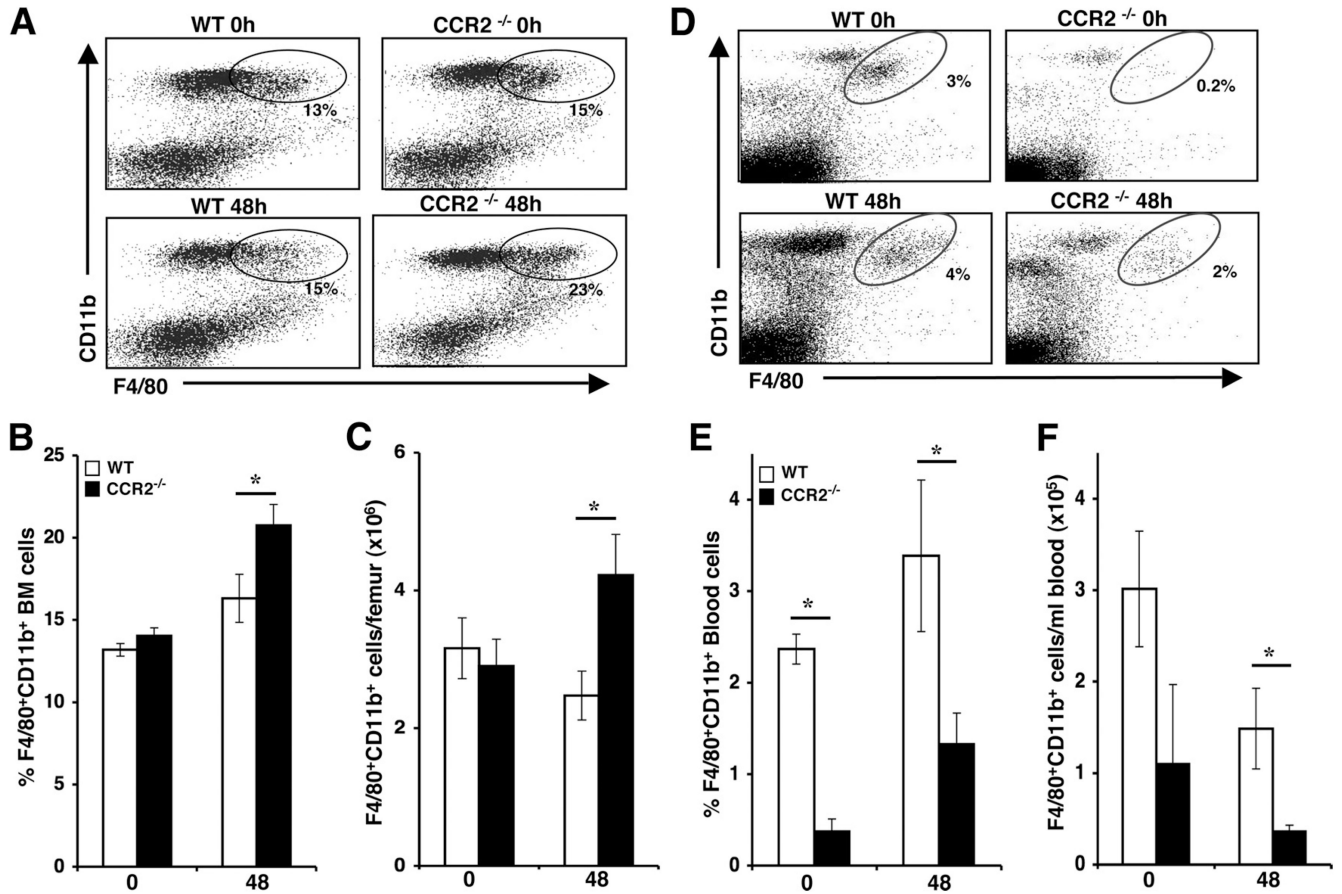 A
WT 0h
CCR2 -/- 0h
13%
15%
WT 48h
CCR2 -/- 48h
15%
23%
CD11b
F4/80
D
WT 0h
CCR2 -/- 0h
3%
0.2%
WT 48h
CCR2 -/- 48h
4%
2%
CD11b
F4/80
B
% F4/80+CD11b+ BM cells
25
20
15
10
5
0
WT
CCR2-/-
*
0
48
C
F4/80+CD11b+ cells/femur (x10⁶)
6
4
2
0
*
0
48
E
% F4/80+CD11b+ Blood cells
4
3
2
1
0
WT
CCR2-/-
*
*
0
48
F
F4/80+CD11b+ cells/ml blood (x10⁵)
4
3
2
1
0
*
0
48